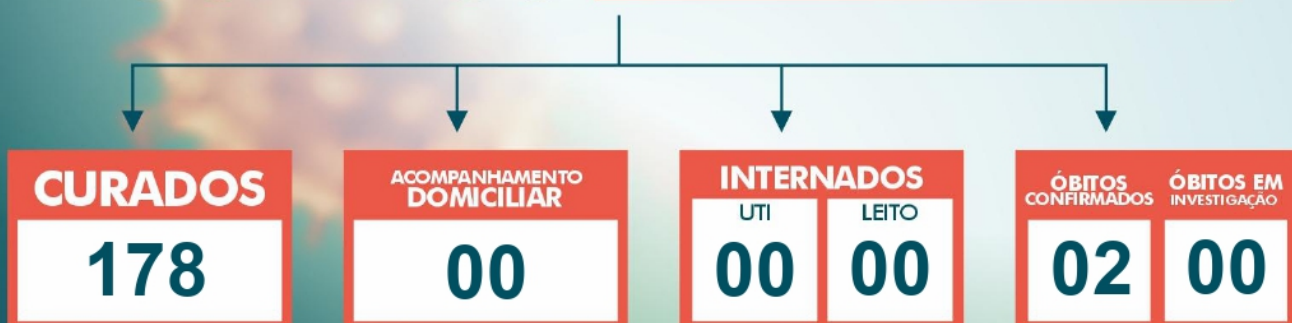 CURADOS
178
ACOMPANHAMENTO
DOMICILIAR
00
INTERNADOS
UTI
00
LEITO
00
ÓBITOS
CONFIRMADOS
02
ÓBITOS EM
INVESTIGAÇÃO
00